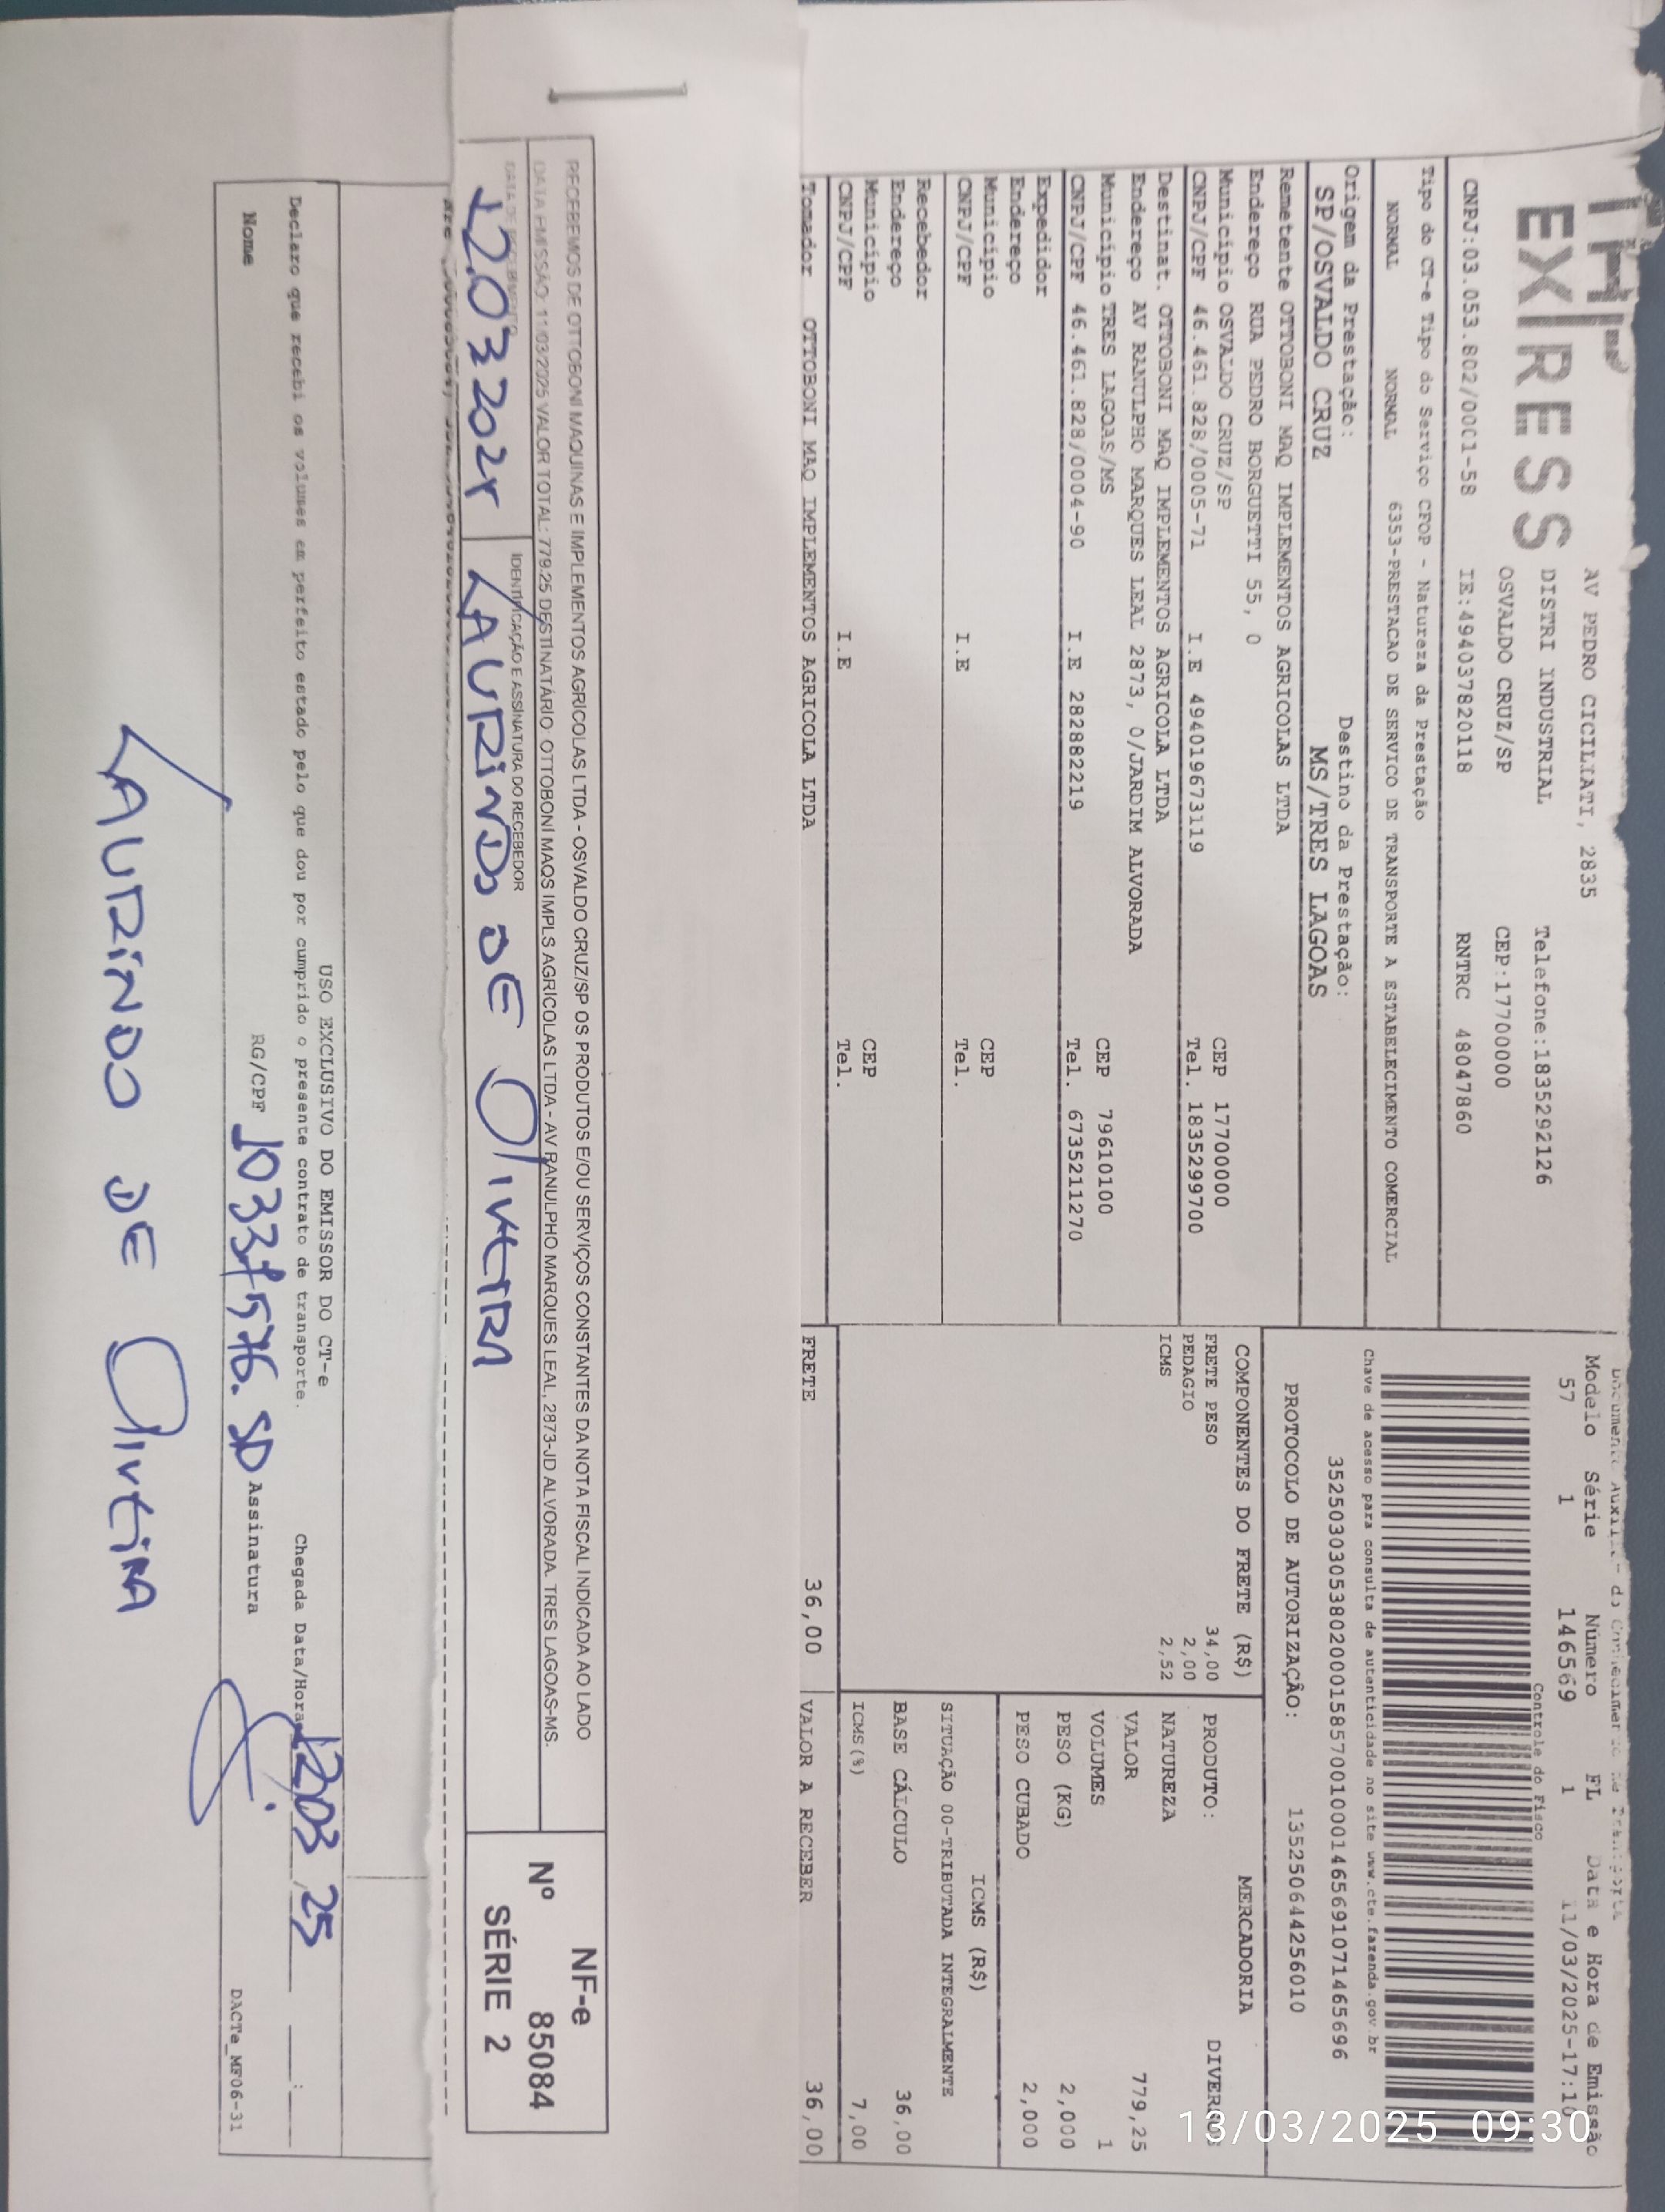 EXPRESS
AV PEDRO CICILIATI, 2835
DISTRI INDUSTRIAL Telefone:1835292126
OSVALDO CRUZ/SP CEP:17700000
CNPJ:03.053.802/0001-58 IE:494037820118 RNTRC 48047860
Modelo Série Número FL Data e Hora de Emissão
57 1 146569 1 11/03/2025-17:10
Controle do Fisco
Tipo do CT-e Tipo do Serviço CFOP - Natureza da Prestação
NORMAL NORMAL 6353-PRESTACAO DE SERVICO DE TRANSPORTE A ESTABELECIMENTO COMERCIAL
Chave de acesso para consulta de autenticidade no site www.cte.fazenda.gov.br
35250303053802000158570010001465691071465696
Origem da Prestação: Destino da Prestação:
SP/OSVALDO CRUZ MS/TRES LAGOAS
PROTOCOLO DE AUTORIZAÇÃO: 135250644256010
Remetente OTTOBONI MAQ IMPLEMENTOS AGRICOLAS LTDA
Endereço RUA PEDRO BORGUETTI 55, 0
Município OSVALDO CRUZ/SP CEP 17700000
CNPJ/CPF 46.461.828/0005-71 I.E 494019673119 Tel. 1835299700
Destinat. OTTOBONI MAQ IMPLEMENTOS AGRICOLA LTDA
Endereço AV RANULPHO MARQUES LEAL 2873, 0/JARDIM ALVORADA
Município TRES LAGOAS/MS CEP 79610100
CNPJ/CPF 46.461.828/0004-90 I.E 282882219 Tel. 6735211270
Expedidor
Endereço
Município CEP
CNPJ/CPF I.E Tel.
Recebedor
Endereço
Município CEP
CNPJ/CPF I.E Tel.
Tomador OTTOBONI MAQ IMPLEMENTOS AGRICOLA LTDA
COMPONENTES DO FRETE (R$)
FRETE PESO 34,00
PEDAGIO 2,00
ICMS 2,52
MERCADORIA
PRODUTO: DIVERSOS
NATUREZA
VALOR 779,25
VOLUMES 1
PESO (KG) 2,000
PESO CUBADO 2,000
ICMS (R$)
SITUAÇÃO 00-TRIBUTADA INTEGRALMENTE
BASE CÁLCULO 36,00
ICMS (%) 7,00
FRETE 36,00 VALOR A RECEBER 36,00
13/03/2025 09:30
RECEBEMOS DE OTTOBONI MAQUINAS E IMPLEMENTOS AGRICOLAS LTDA - OSVALDO CRUZ/SP OS PRODUTOS E/OU SERVIÇOS CONSTANTES DA NOTA FISCAL INDICADA AO LADO
DATA EMISSÃO: 11/03/2025 VALOR TOTAL: 779,25 DESTINATÁRIO: OTTOBONI MAQS IMPLS AGRICOLAS LTDA - AV RANULPHO MARQUES LEAL, 2873-JD ALVORADA. TRES LAGOAS-MS.
DATA DE RECEBIMENTO IDENTIFICAÇÃO E ASSINATURA DO RECEBEDOR
LAURINDO DE OLIVEIRA
NF-e
Nº 85084
SÉRIE 2
USO EXCLUSIVO DO EMISSOR DO CT-e
Declaro que recebi os volumes em perfeito estado pelo que dou por cumprido o presente contrato de transporte. Chegada Data/Hora 12 03 25
Nome RG/CPF Assinatura
DACTe_MF06-31
LAURINDO DE OLIVEIRA